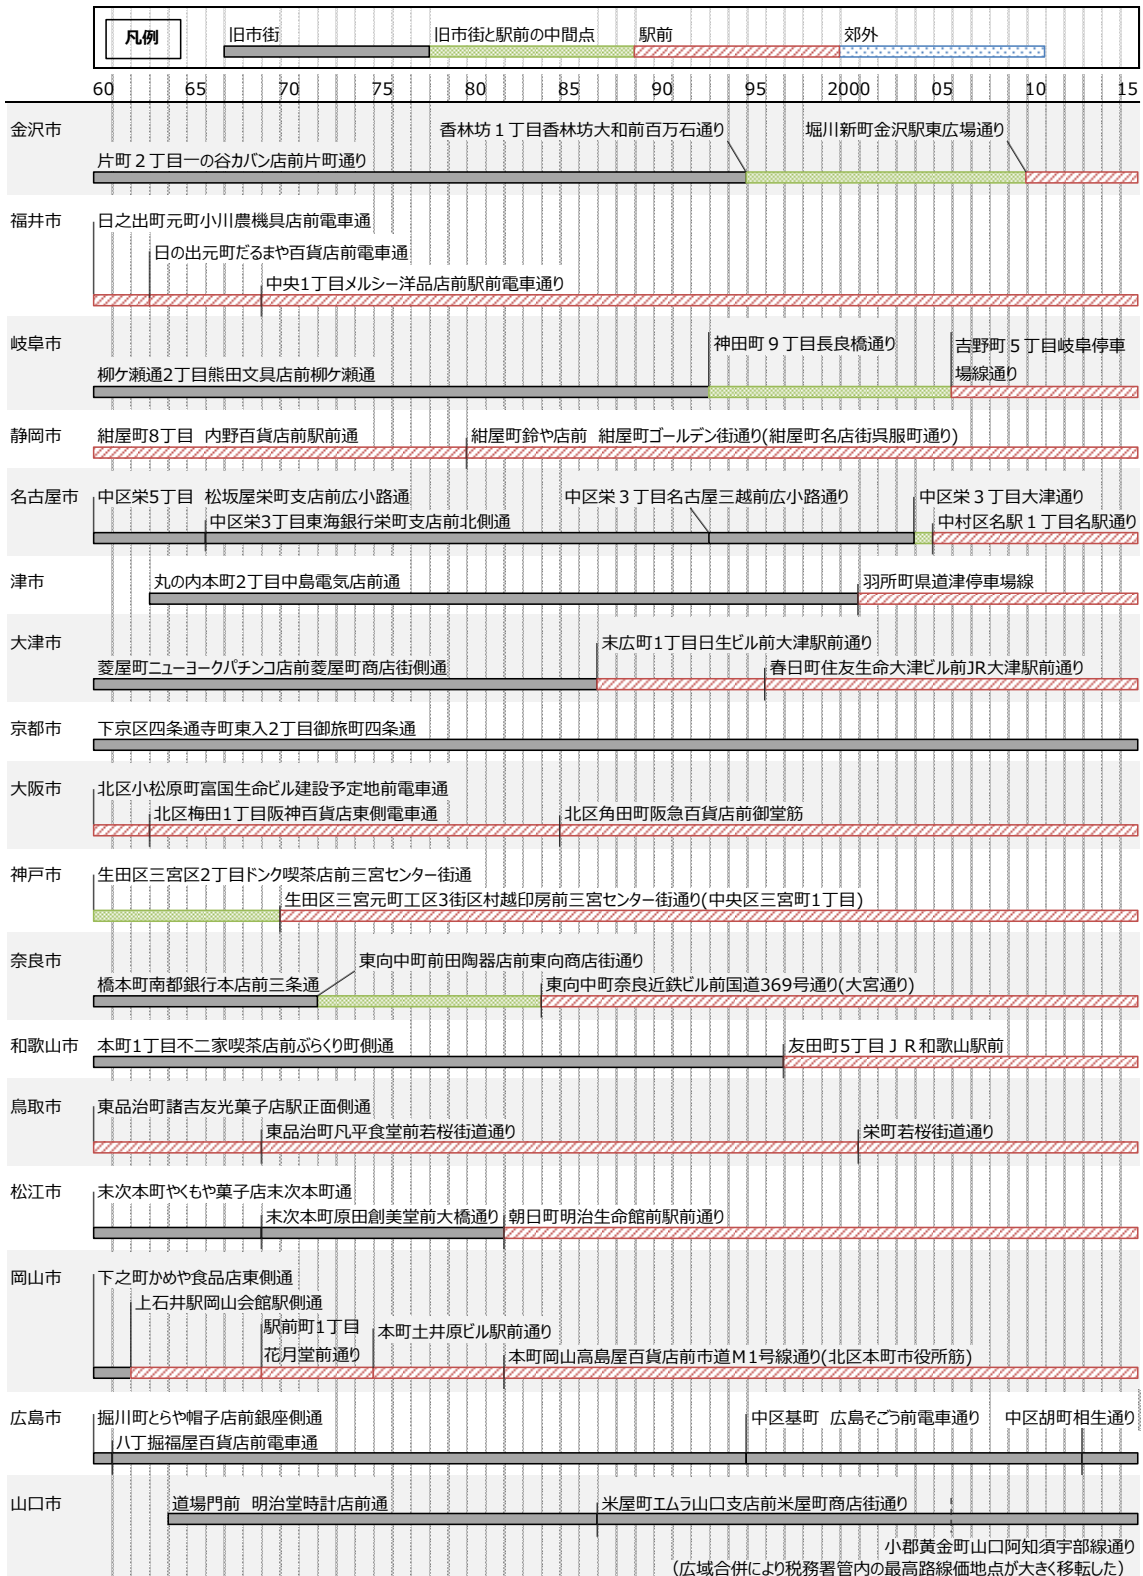 凡例
旧市街
旧市街と駅前の中間点
駅前
郊外
60 65 70 75 80 85 90 95 2000 05 10 15
金沢市
香林坊１丁目香林坊大和前百万石通り
堀川新町金沢駅東広場通り
片町２丁目一の谷カバン店前片町通り
福井市
日之出町元町小川農機具店前電車通
日の出元町だるまや百貨店前電車通
中央1丁目メルシー洋品店前駅前電車通り
岐阜市
神田町９丁目長良橋通り
吉野町５丁目岐阜停車
場線通り
柳ケ瀬通2丁目熊田文具店前柳ケ瀬通
静岡市
紺屋町8丁目 内野百貨店前駅前通
紺屋町鈴や店前 紺屋町ゴールデン街通り(紺屋町名店街呉服町通り)
名古屋市
中区栄5丁目 松坂屋栄町支店前広小路通
中区栄３丁目名古屋三越前広小路通り
中区栄３丁目大津通り
中区栄3丁目東海銀行栄町支店前北側通
中村区名駅１丁目名駅通り
津市
丸の内本町2丁目中島電気店前通
羽所町県道津停車場線
大津市
末広町1丁目日生ビル前大津駅前通り
菱屋町ニューヨークパチンコ店前菱屋町商店街側通
春日町住友生命大津ビル前JR大津駅前通り
京都市
下京区四条通寺町東入2丁目御旅町四条通
大阪市
北区小松原町富国生命ビル建設予定地前電車通
北区梅田1丁目阪神百貨店東側電車通
北区角田町阪急百貨店前御堂筋
神戸市
生田区三宮区2丁目ドンク喫茶店前三宮センター街通
生田区三宮元町工区3街区村越印房前三宮センター街通り(中央区三宮町1丁目)
奈良市
東向中町前田陶器店前東向商店街通り
橋本町南都銀行本店前三条通
東向中町奈良近鉄ビル前国道369号通り(大宮通り)
和歌山市
本町1丁目不二家喫茶店前ぶらくり町側通
友田町5丁目ＪＲ和歌山駅前
鳥取市
東品治町諸吉友光菓子店駅正面側通
東品治町凡平食堂前若桜街道通り
栄町若桜街道通り
松江市
末次本町やくもや菓子店末次本町通
末次本町原田創美堂前大橋通り
朝日町明治生命館前駅前通り
岡山市
下之町かめや食品店東側通
上石井駅岡山会館駅側通
駅前町1丁目
花月堂前通り
本町土井原ビル駅前通り
本町岡山高島屋百貨店前市道M1号線通り(北区本町市役所筋)
広島市
堀川町とらや帽子店前銀座側通
中区基町 広島そごう前電車通り
中区胡町相生通り
八丁堀福屋百貨店前電車通
山口市
道場門前 明治堂時計店前通
米屋町エムラ山口支店前米屋町商店街通り
小郡黄金町山口阿知須宇部線通り
（広域合併により税務署管内の最高路線価地点が大きく移転した）